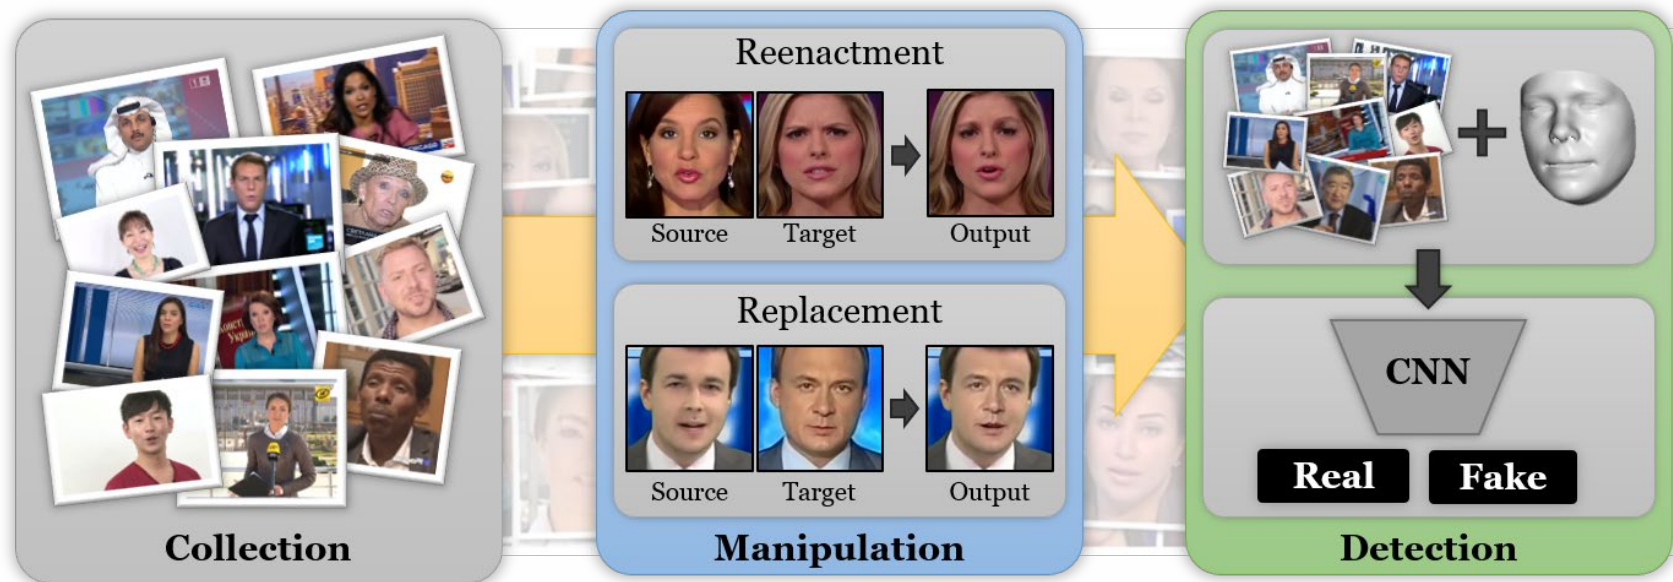 Collection
Reenactment
Source
Target
Output
Replacement
Source
Target
Output
Manipulation
CNN
Real
Fake
Detection